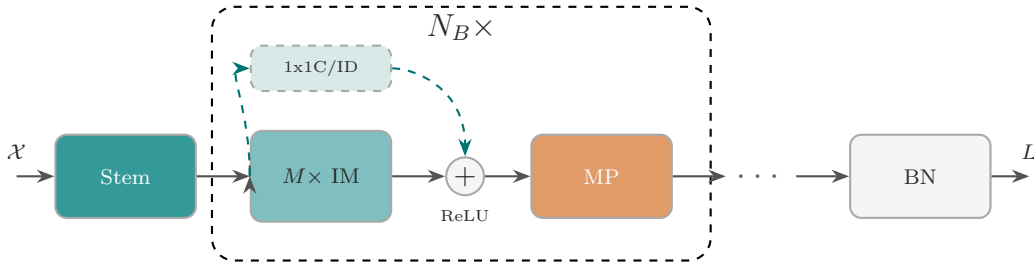 N_B×
1x1C/ID
𝒳
Stem
M× IM
+
ReLU
MP
· · ·
BN
L